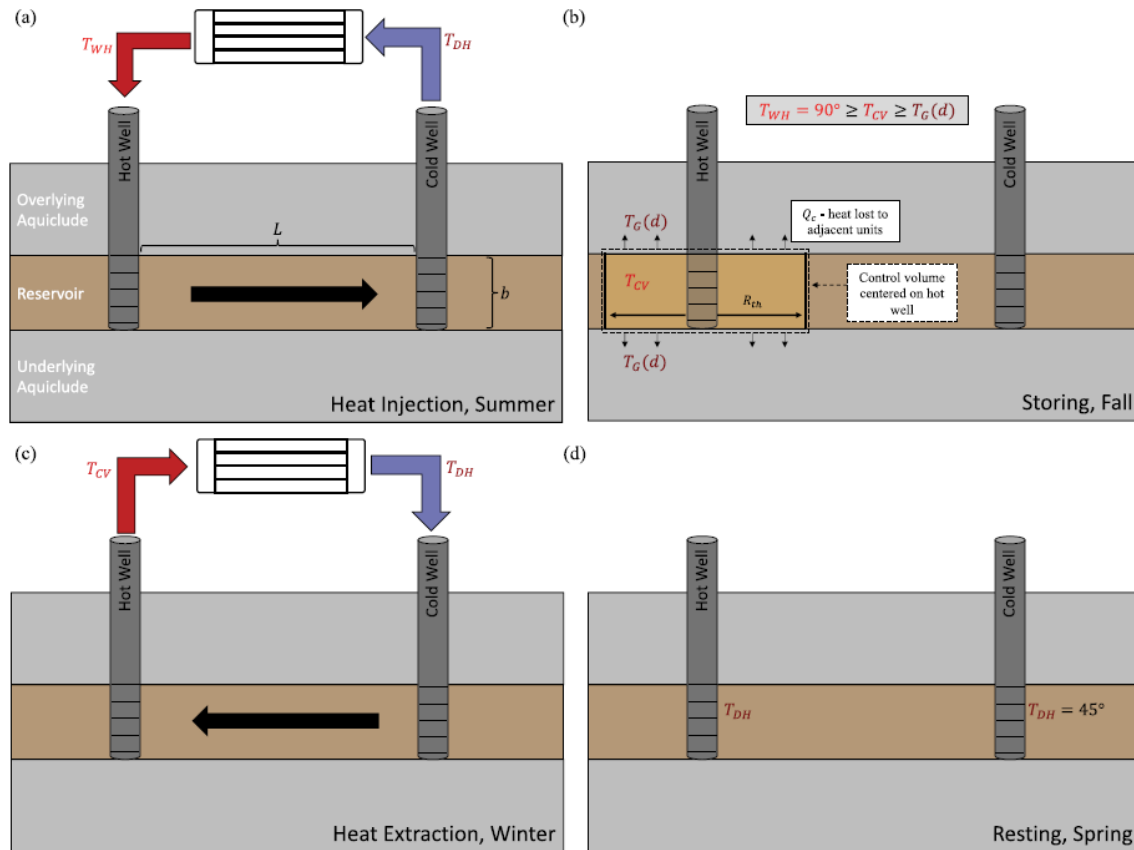 (a)
T_WH
T_DH
Hot Well
Cold Well
Overlying
Aquiclude
L
Reservoir
b
Underlying
Aquiclude
Heat Injection, Summer
(b)
T_WH = 90° ≥ T_CV ≥ T_G(d)
Hot Well
Cold Well
Q_c - heat lost to
adjacent units
T_G(d)
T_CV
R_th
Control volume
centered on hot
well
T_G(d)
Storing, Fall
(c)
T_CV
T_DH
Hot Well
Cold Well
Heat Extraction, Winter
(d)
Hot Well
Cold Well
T_DH
T_DH = 45°
Resting, Spring